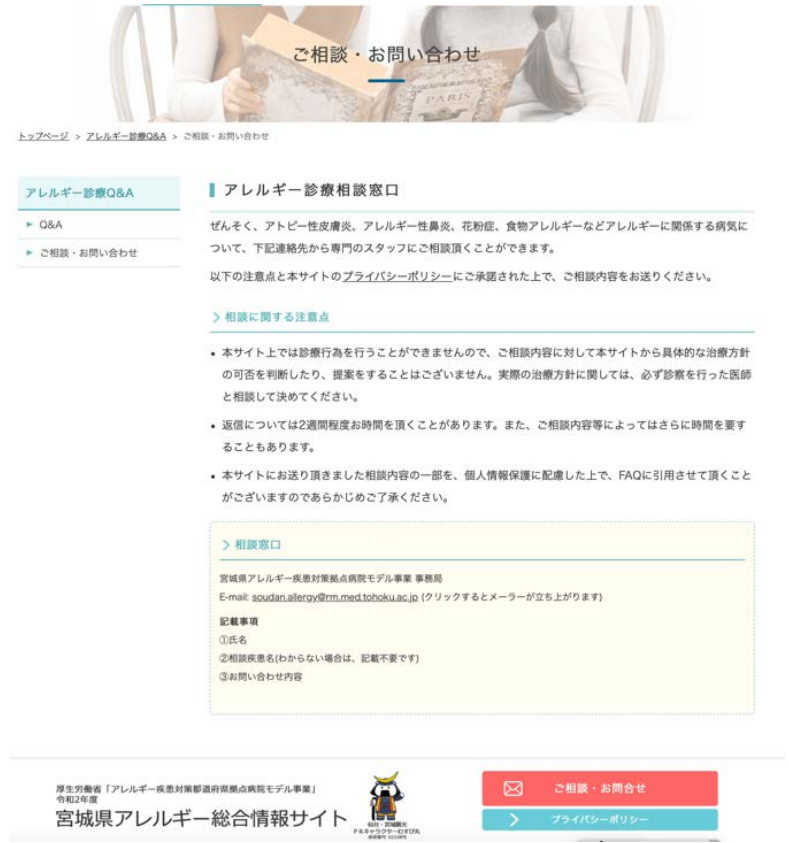 ご相談・お問い合わせ
PARIS
トップページ > アレルギー診療Q&A > ご相談・お問い合わせ
アレルギー診療Q&A
Q&A
ご相談・お問い合わせ
アレルギー診療相談窓口
ぜんそく、アトピー性皮膚炎、アレルギー性鼻炎、花粉症、食物アレルギーなどアレルギーに関係する病気に
ついて、下記連絡先から専門のスタッフにご相談頂くことができます。
以下の注意点と本サイトのプライバシーポリシーにご承諾された上で、ご相談内容をお送りください。
相談に関する注意点
• 本サイト上では診療行為を行うことができませんので、ご相談内容に対して本サイトから具体的な治療方針
の可否を判断したり、提案をすることはございません。実際の治療方針に関しては、必ず診察を行った医師
と相談して決めてください。
• 返信については2週間程度お時間を頂くことがあります。また、ご相談内容等によってはさらに時間を要す
ることもあります。
• 本サイトにお送り頂きました相談内容の一部を、個人情報保護に配慮した上で、FAQに引用させて頂くこと
がございますのであらかじめご了承ください。
相談窓口
宮城県アレルギー疾患対策拠点病院モデル事業 事務局
E-mail: soudan.allergy@rm.med.tohoku.ac.jp (クリックするとメーラーが立ち上がります)
記載事項
①氏名
②相談疾患名(わからない場合は、記載不要です)
③お問い合わせ内容
厚生労働省「アレルギー疾患対策都道府県拠点病院モデル事業」
令和2年度
宮城県アレルギー総合情報サイト
仙台・宮城観光
PRキャラクターむすび丸
ご相談・お問合せ
プライバシーポリシー